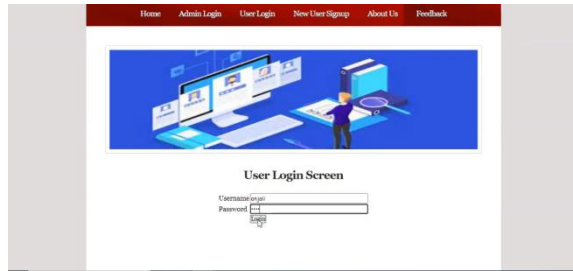 Home Admin Login User Login New User Signup About Us Feedback
User Login Screen
Username
Password ····
Login